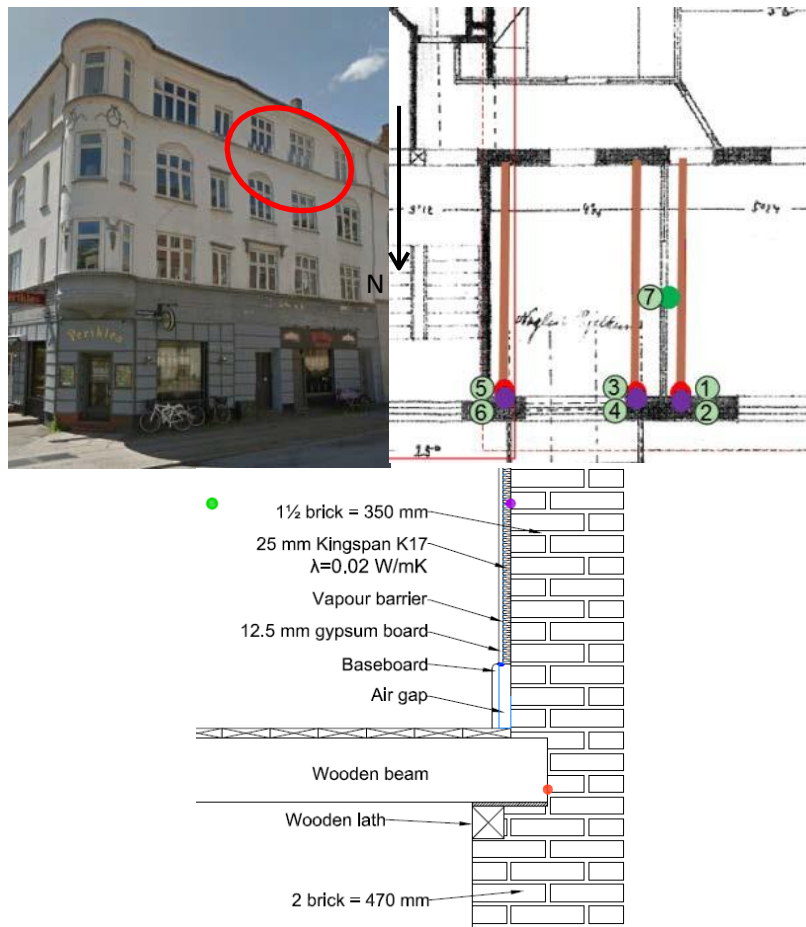 Perikles
N
5
6
3
4
7
1
2
1½ brick = 350 mm
25 mm Kingspan K17
λ=0.02 W/mK
Vapour barrier
12.5 mm gypsum board
Baseboard
Air gap
Wooden beam
Wooden lath
2 brick = 470 mm